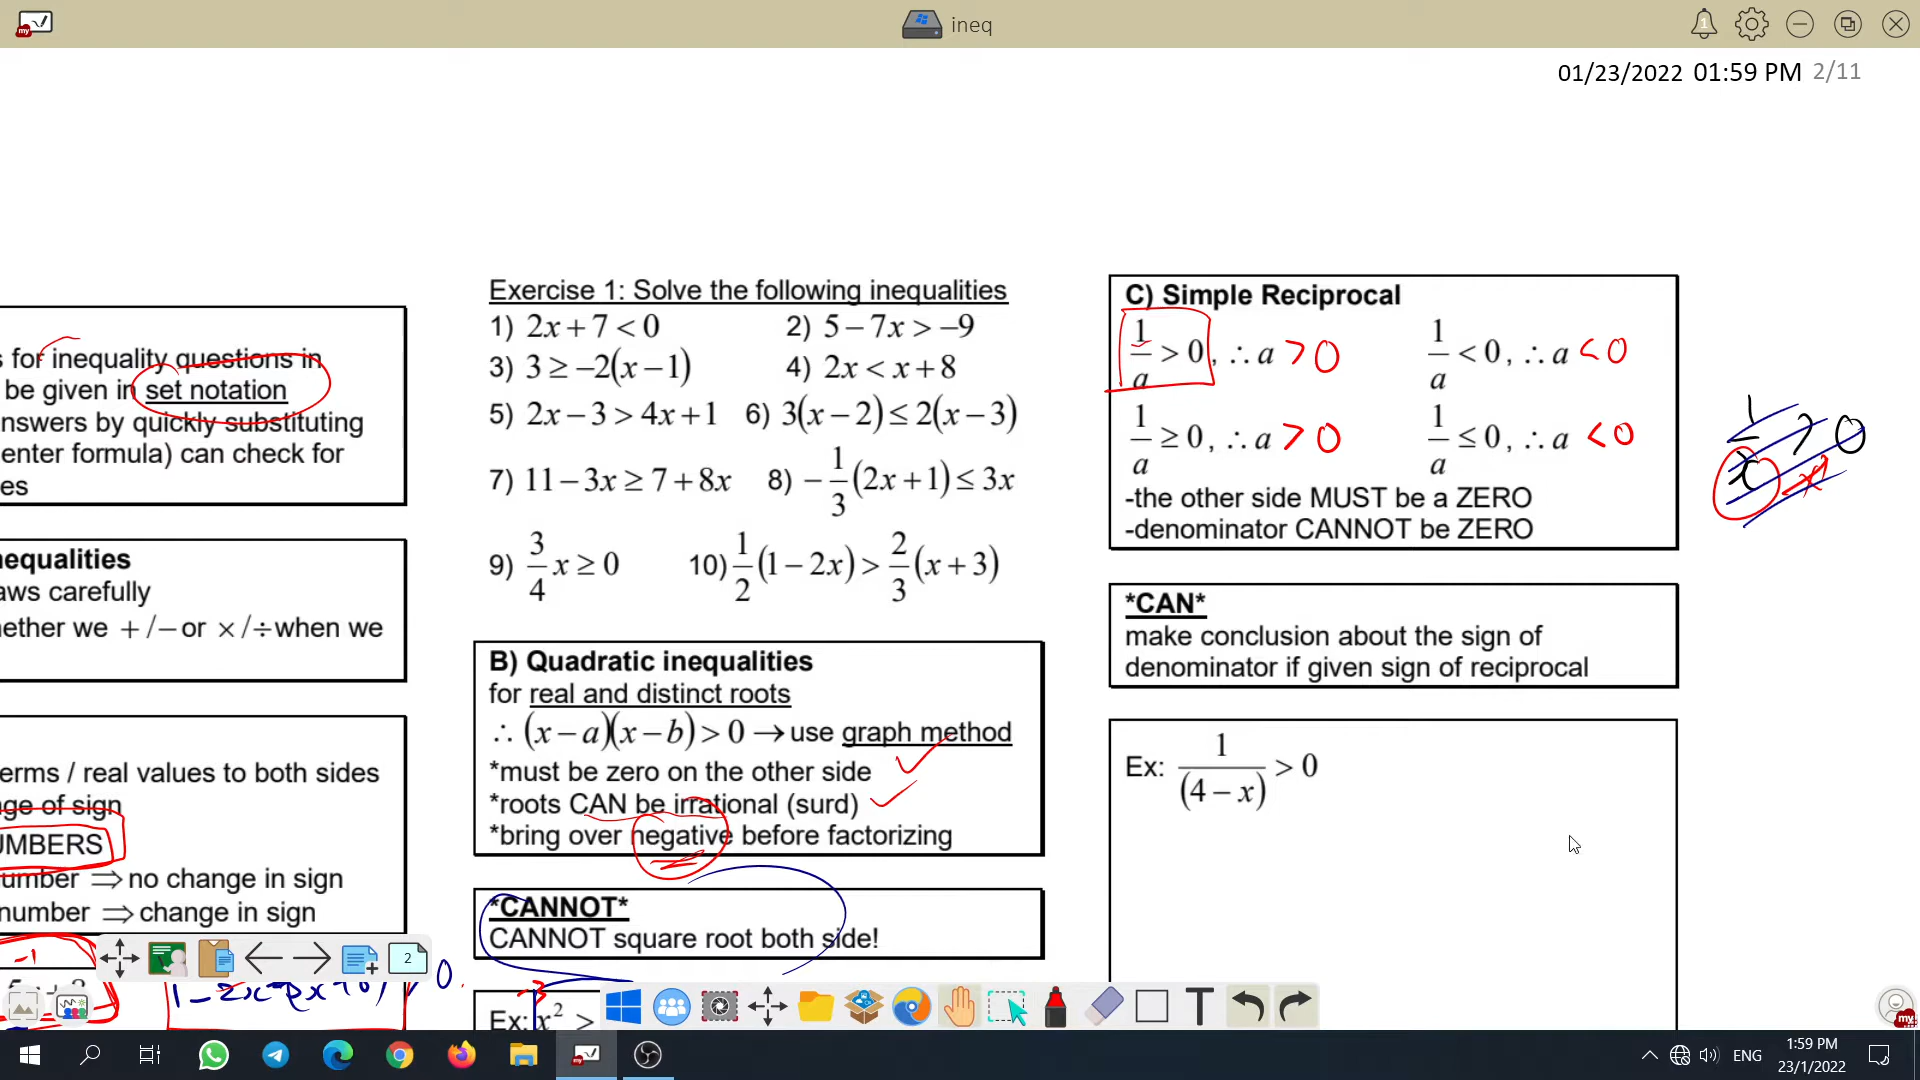 ineq
01/23/2022 01:59 PM 2/11
s for inequality questions in
be given in set notation
nswers by quickly substituting
enter formula) can check for
es
nequalities
aws carefully
hether we +/− or ×/÷ when we
erms / real values to both sides
nge of sign
UMBERS
umber ⇒ no change in sign
number ⇒ change in sign
-1
Exercise 1: Solve the following inequalities
1) 2x + 7 < 0 2) 5 − 7x > −9
3) 3 ≥ −2(x − 1) 4) 2x < x + 8
5) 2x − 3 > 4x + 1 6) 3(x − 2) ≤ 2(x − 3)
7) 11 − 3x ≥ 7 + 8x 8) −1/3(2x + 1) ≤ 3x
9) 3/4 x ≥ 0 10) 1/2(1 − 2x) > 2/3(x + 3)
B) Quadratic inequalities
for real and distinct roots
∴ (x − a)(x − b) > 0 → use graph method
*must be zero on the other side
*roots CAN be irrational (surd)
*bring over negative before factorizing
*CANNOT*
CANNOT square root both side!
Ex: x² >
C) Simple Reciprocal
1/a > 0, ∴ a > 0 1/a < 0, ∴ a < 0
1/a ≥ 0, ∴ a > 0 1/a ≤ 0, ∴ a < 0
-the other side MUST be a ZERO
-denominator CANNOT be ZERO
1/x > 0
*CAN*
make conclusion about the sign of
denominator if given sign of reciprocal
Ex: 1/(4 − x) > 0
2
ENG
1:59 PM
23/1/2022